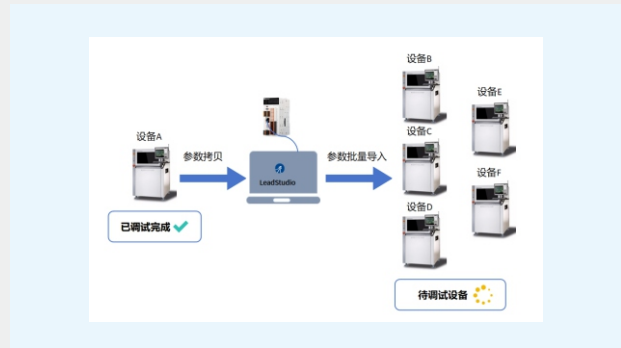 设备A
已调试完成
参数拷贝
LeadStudio
参数批量导入
设备B
设备C
设备D
设备E
设备F
待调试设备